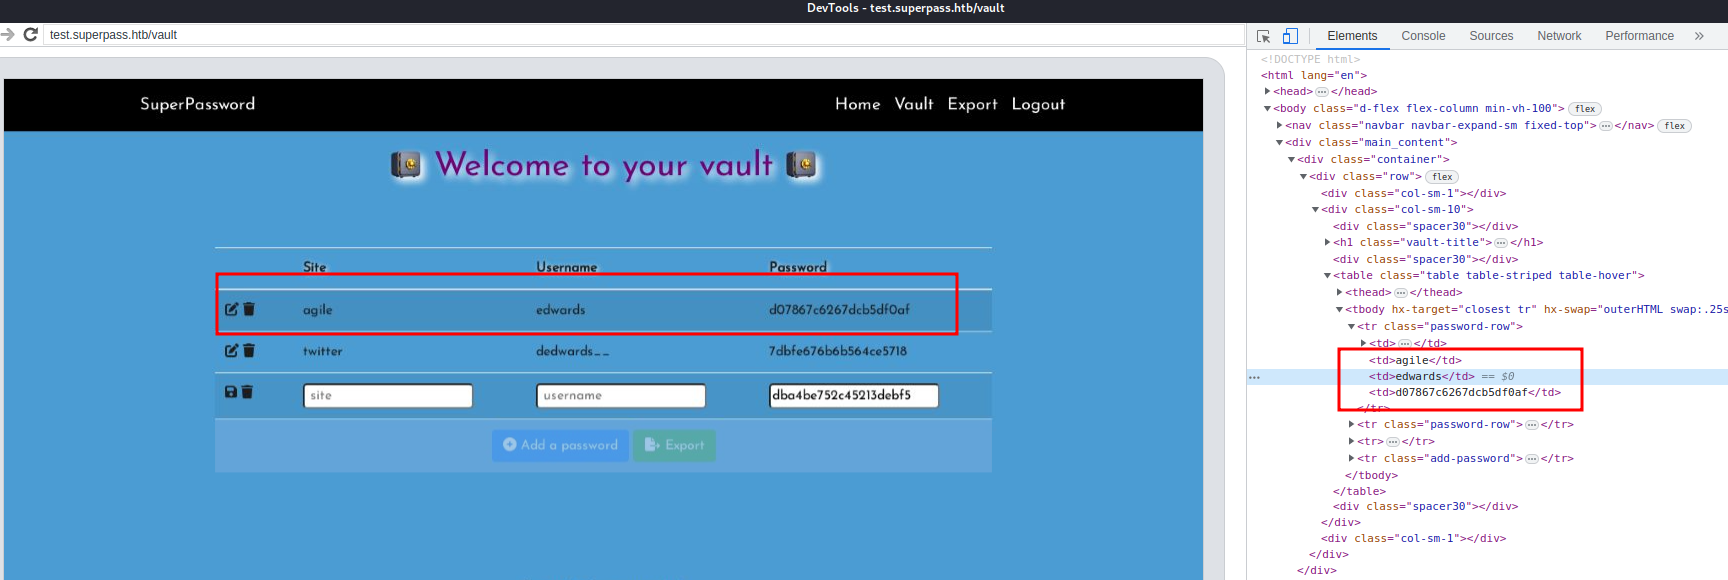 DevTools - test.superpass.htb/vault
test.superpass.htb/vault
SuperPassword Home Vault Export Logout
Welcome to your vault
Site Username Password
agile edwards d07867c6267dcb5df0af
twitter dedwards__ 7dbfe676b6b564ce5718
site username dba4be752c45213debf5
Add a password Export
Elements Console Sources Network Performance »
<!DOCTYPE html>
<html lang="en">
<head>…</head>
<body class="d-flex flex-column min-vh-100"> flex
<nav class="navbar navbar-expand-sm fixed-top">…</nav> flex
<div class="main_content">
<div class="container">
<div class="row"> flex
<div class="col-sm-1"></div>
<div class="col-sm-10">
<div class="spacer30"></div>
<h1 class="vault-title">…</h1>
<div class="spacer30"></div>
<table class="table table-striped table-hover">
<thead>…</thead>
<tbody hx-target="closest tr" hx-swap="outerHTML swap:.25s
<tr class="password-row">
<td>…</td>
<td>agile</td>
… <td>edwards</td> == $0
<td>d07867c6267dcb5df0af</td>
</tr>
<tr class="password-row">…</tr>
<tr>…</tr>
<tr class="add-password">…</tr>
</tbody>
</table>
<div class="spacer30"></div>
</div>
<div class="col-sm-1"></div>
</div>
</div>